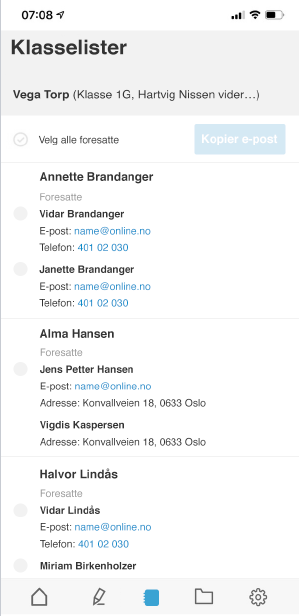 07:08
Klasselister
Vega Torp (Klasse 1G, Hartvig Nissen vider…)
Velg alle foresatte
Kopier e-post
Annette Brandanger
Foresatte
Vidar Brandanger
E-post: name@online.no
Telefon: 401 02 030
Janette Brandanger
E-post: name@online.no
Telefon: 401 02 030
Alma Hansen
Foresatte
Jens Petter Hansen
E-post: name@online.no
Adresse: Konvallveien 18, 0633 Oslo
Vigdis Kaspersen
Adresse: Konvallveien 18, 0633 Oslo
Halvor Lindås
Foresatte
Vidar Lindås
E-post: name@online.no
Telefon: 401 02 030
Miriam Birkenholzer